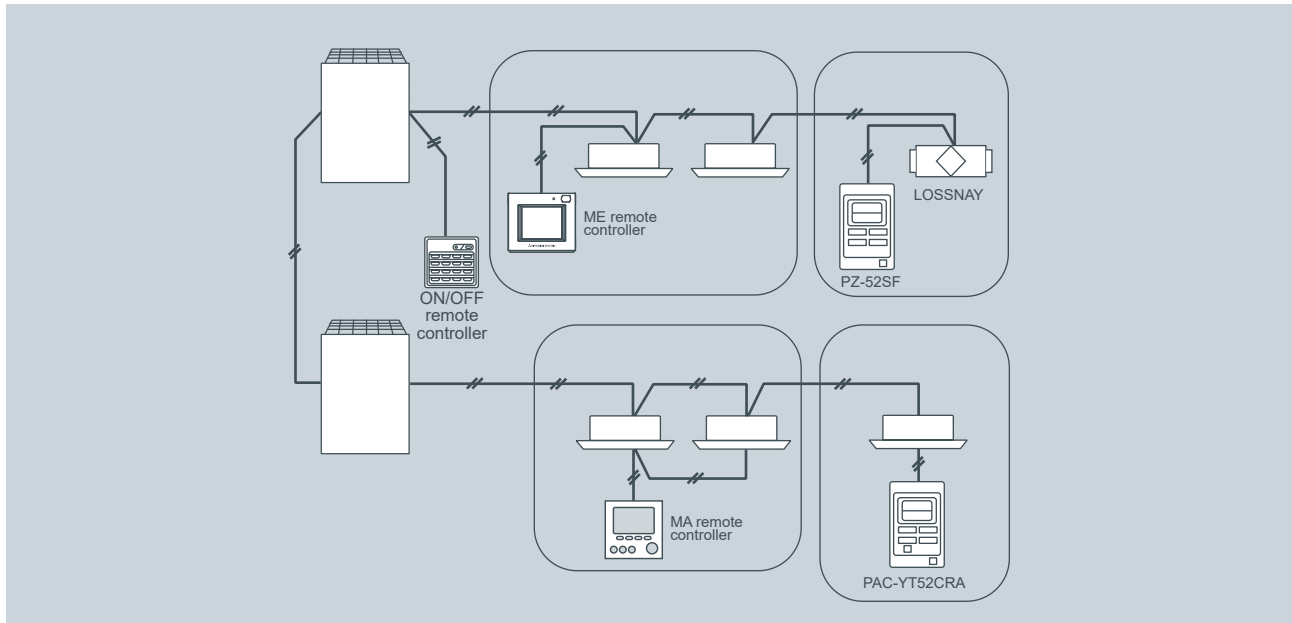 ME remote
controller
LOSSNAY
PZ-52SF
ON/OFF
remote
controller
MA remote
controller
PAC-YT52CRA